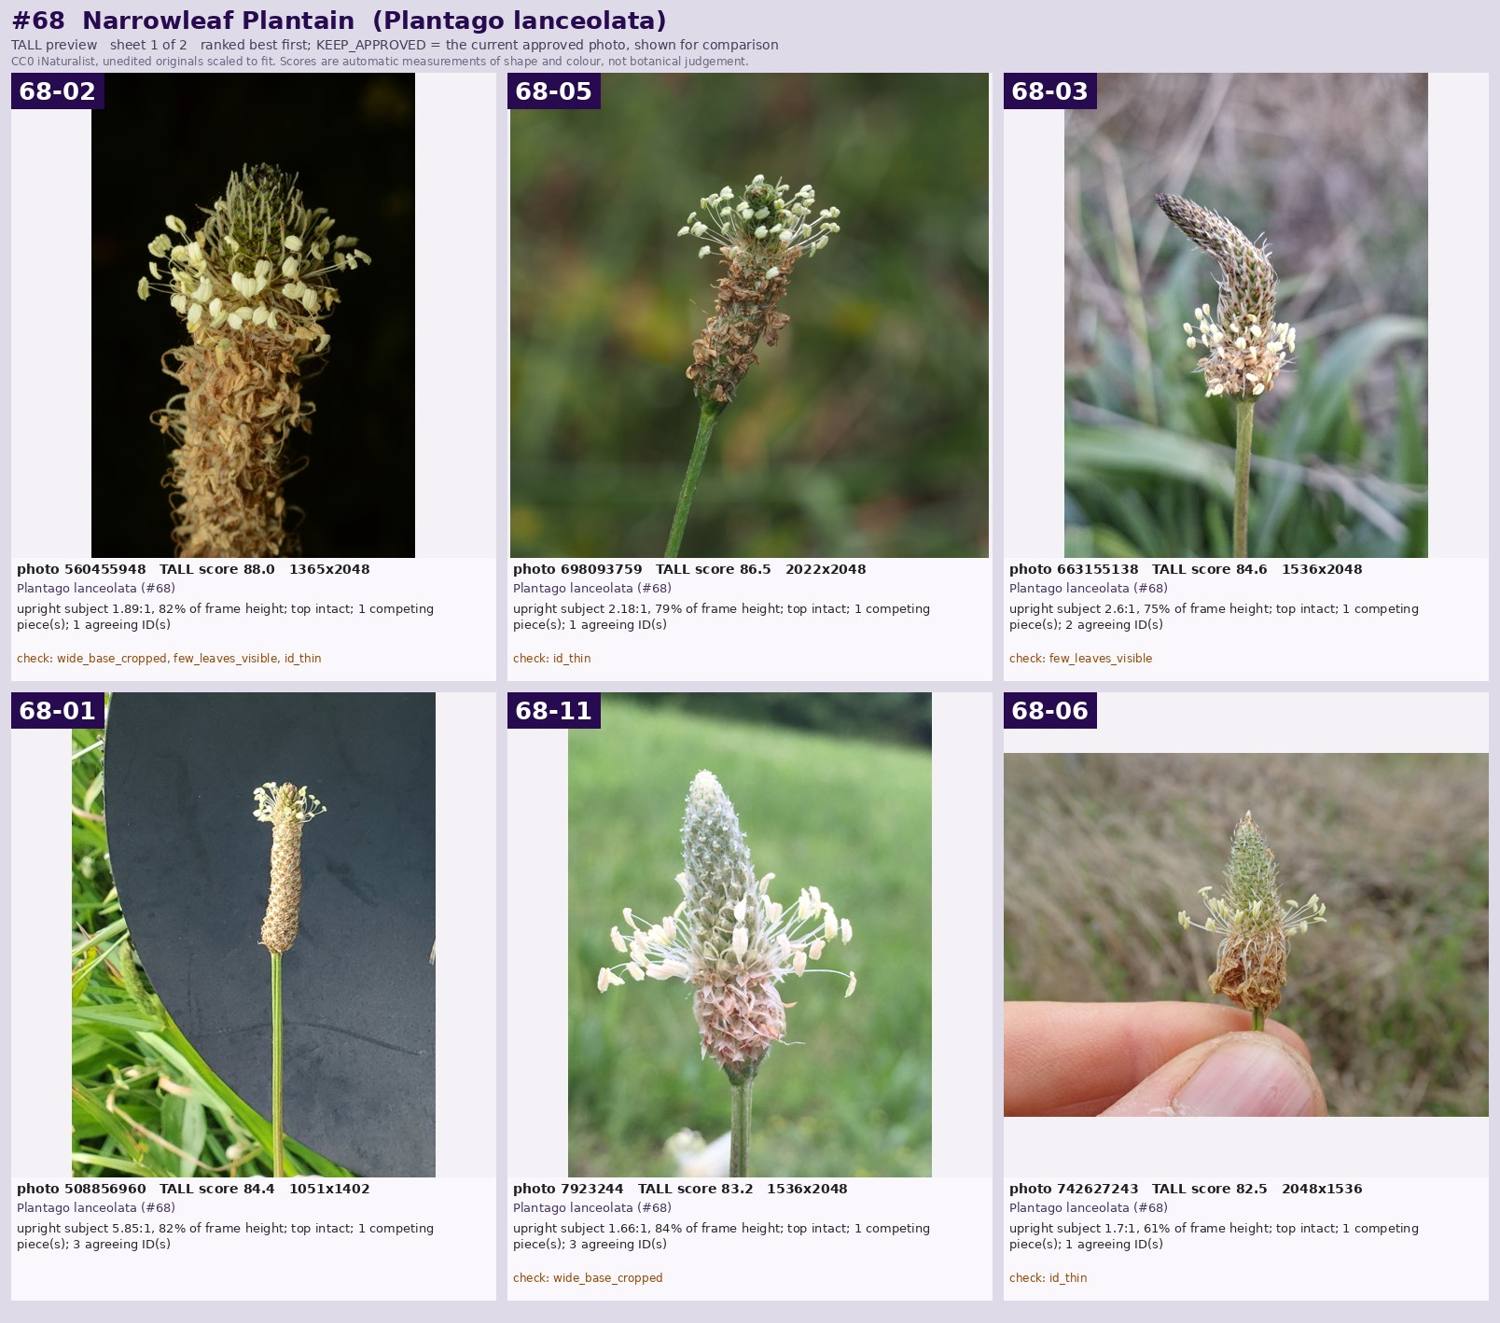 #68  Narrowleaf Plantain  (Plantago lanceolata)
TALL preview   sheet 1 of 2   ranked best first; KEEP_APPROVED = the current approved photo, shown for comparison
CC0 iNaturalist, unedited originals scaled to fit. Scores are automatic measurements of shape and colour, not botanical judgement.
68-02
photo 560455948   TALL score 88.0   1365x2048
Plantago lanceolata (#68)
upright subject 1.89:1, 82% of frame height; top intact; 1 competing
piece(s); 1 agreeing ID(s)
check: wide_base_cropped, few_leaves_visible, id_thin
68-05
photo 698093759   TALL score 86.5   2022x2048
Plantago lanceolata (#68)
upright subject 2.18:1, 79% of frame height; top intact; 1 competing
piece(s); 1 agreeing ID(s)
check: id_thin
68-03
photo 663155138   TALL score 84.6   1536x2048
Plantago lanceolata (#68)
upright subject 2.6:1, 75% of frame height; top intact; 1 competing
piece(s); 2 agreeing ID(s)
check: few_leaves_visible
68-01
photo 508856960   TALL score 84.4   1051x1402
Plantago lanceolata (#68)
upright subject 5.85:1, 82% of frame height; top intact; 1 competing
piece(s); 3 agreeing ID(s)
68-11
photo 7923244   TALL score 83.2   1536x2048
Plantago lanceolata (#68)
upright subject 1.66:1, 84% of frame height; top intact; 1 competing
piece(s); 3 agreeing ID(s)
check: wide_base_cropped
68-06
photo 742627243   TALL score 82.5   2048x1536
Plantago lanceolata (#68)
upright subject 1.7:1, 61% of frame height; top intact; 1 competing
piece(s); 1 agreeing ID(s)
check: id_thin